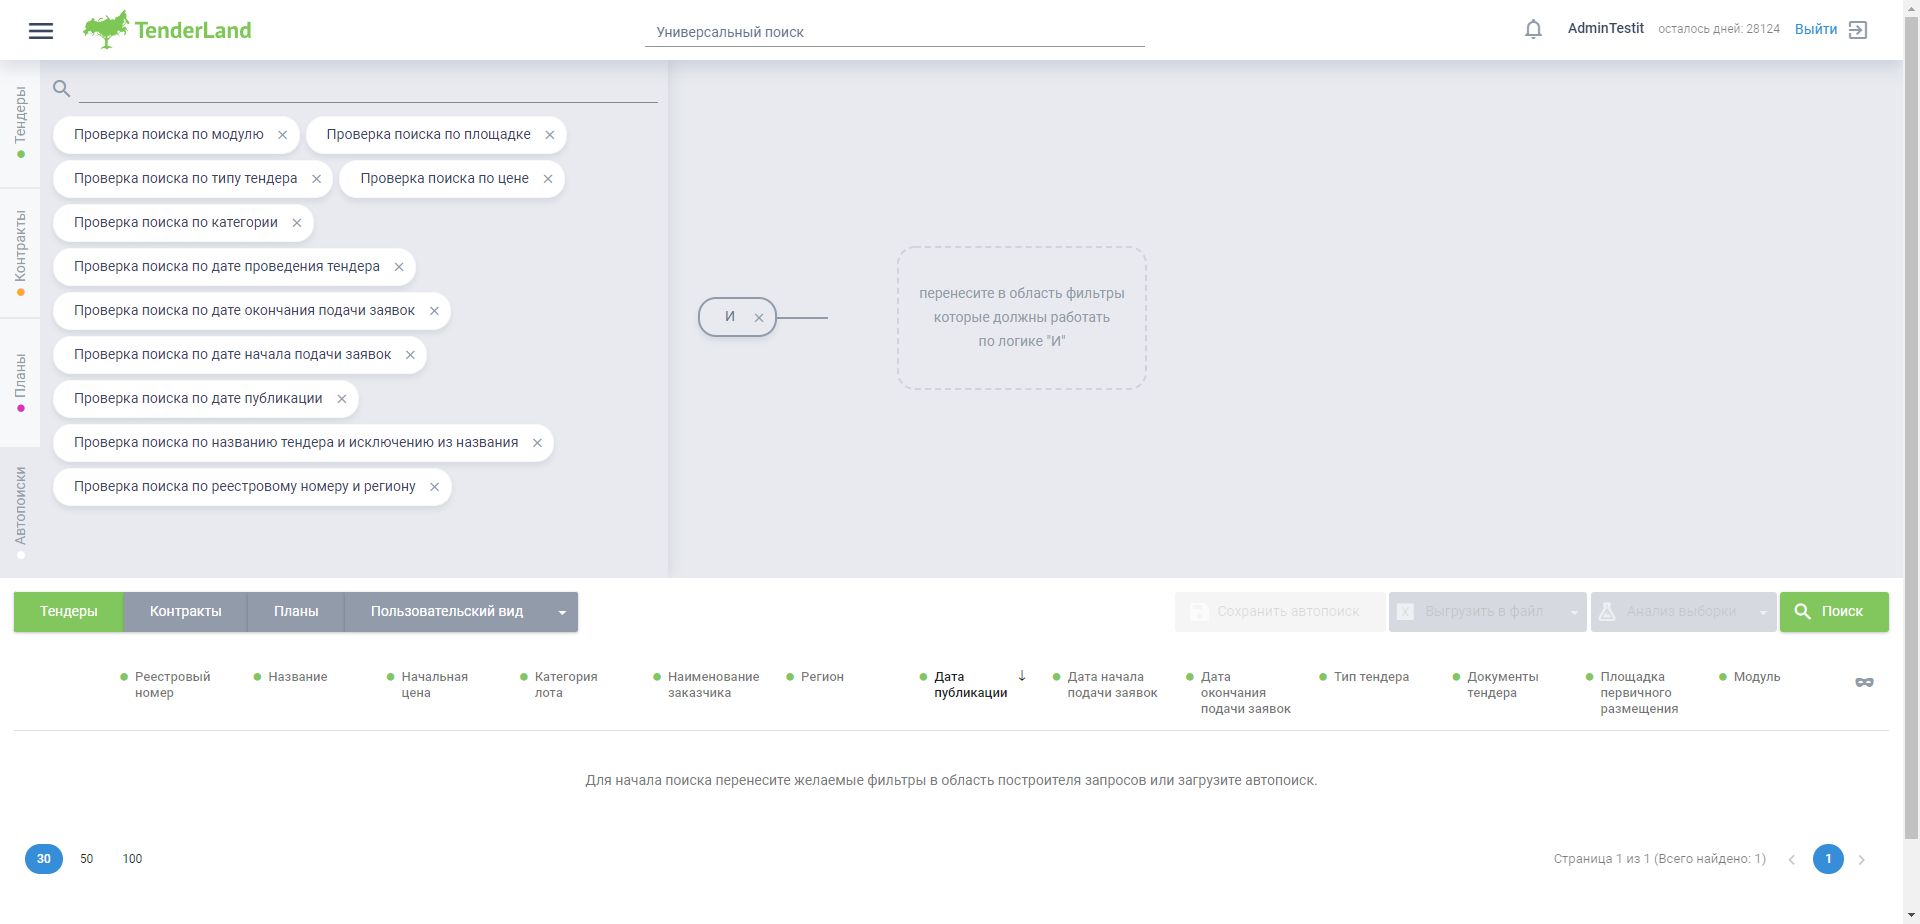 TenderLand
Универсальный поиск
AdminTestit
осталось дней: 28124
Выйти
Тендеры
Контракты
Планы
Автопоиски
Проверка поиска по модулю
Проверка поиска по площадке
Проверка поиска по типу тендера
Проверка поиска по цене
Проверка поиска по категории
Проверка поиска по дате проведения тендера
Проверка поиска по дате окончания подачи заявок
Проверка поиска по дате начала подачи заявок
Проверка поиска по дате публикации
Проверка поиска по названию тендера и исключению из названия
Проверка поиска по реестровому номеру и региону
И
перенесите в область фильтры
которые должны работать
по логике "И"
Тендеры
Контракты
Планы
Пользовательский вид
Сохранить автопоиск
Выгрузить в файл
Анализ выборки
Поиск
Реестровый
номер
Название
Начальная
цена
Категория
лота
Наименование
заказчика
Регион
Дата
публикации
Дата начала
подачи заявок
Дата
окончания
подачи заявок
Тип тендера
Документы
тендера
Площадка
первичного
размещения
Модуль
Для начала поиска перенесите желаемые фильтры в область построителя запросов или загрузите автопоиск.
30
50
100
Страница 1 из 1 (Всего найдено: 1)
1